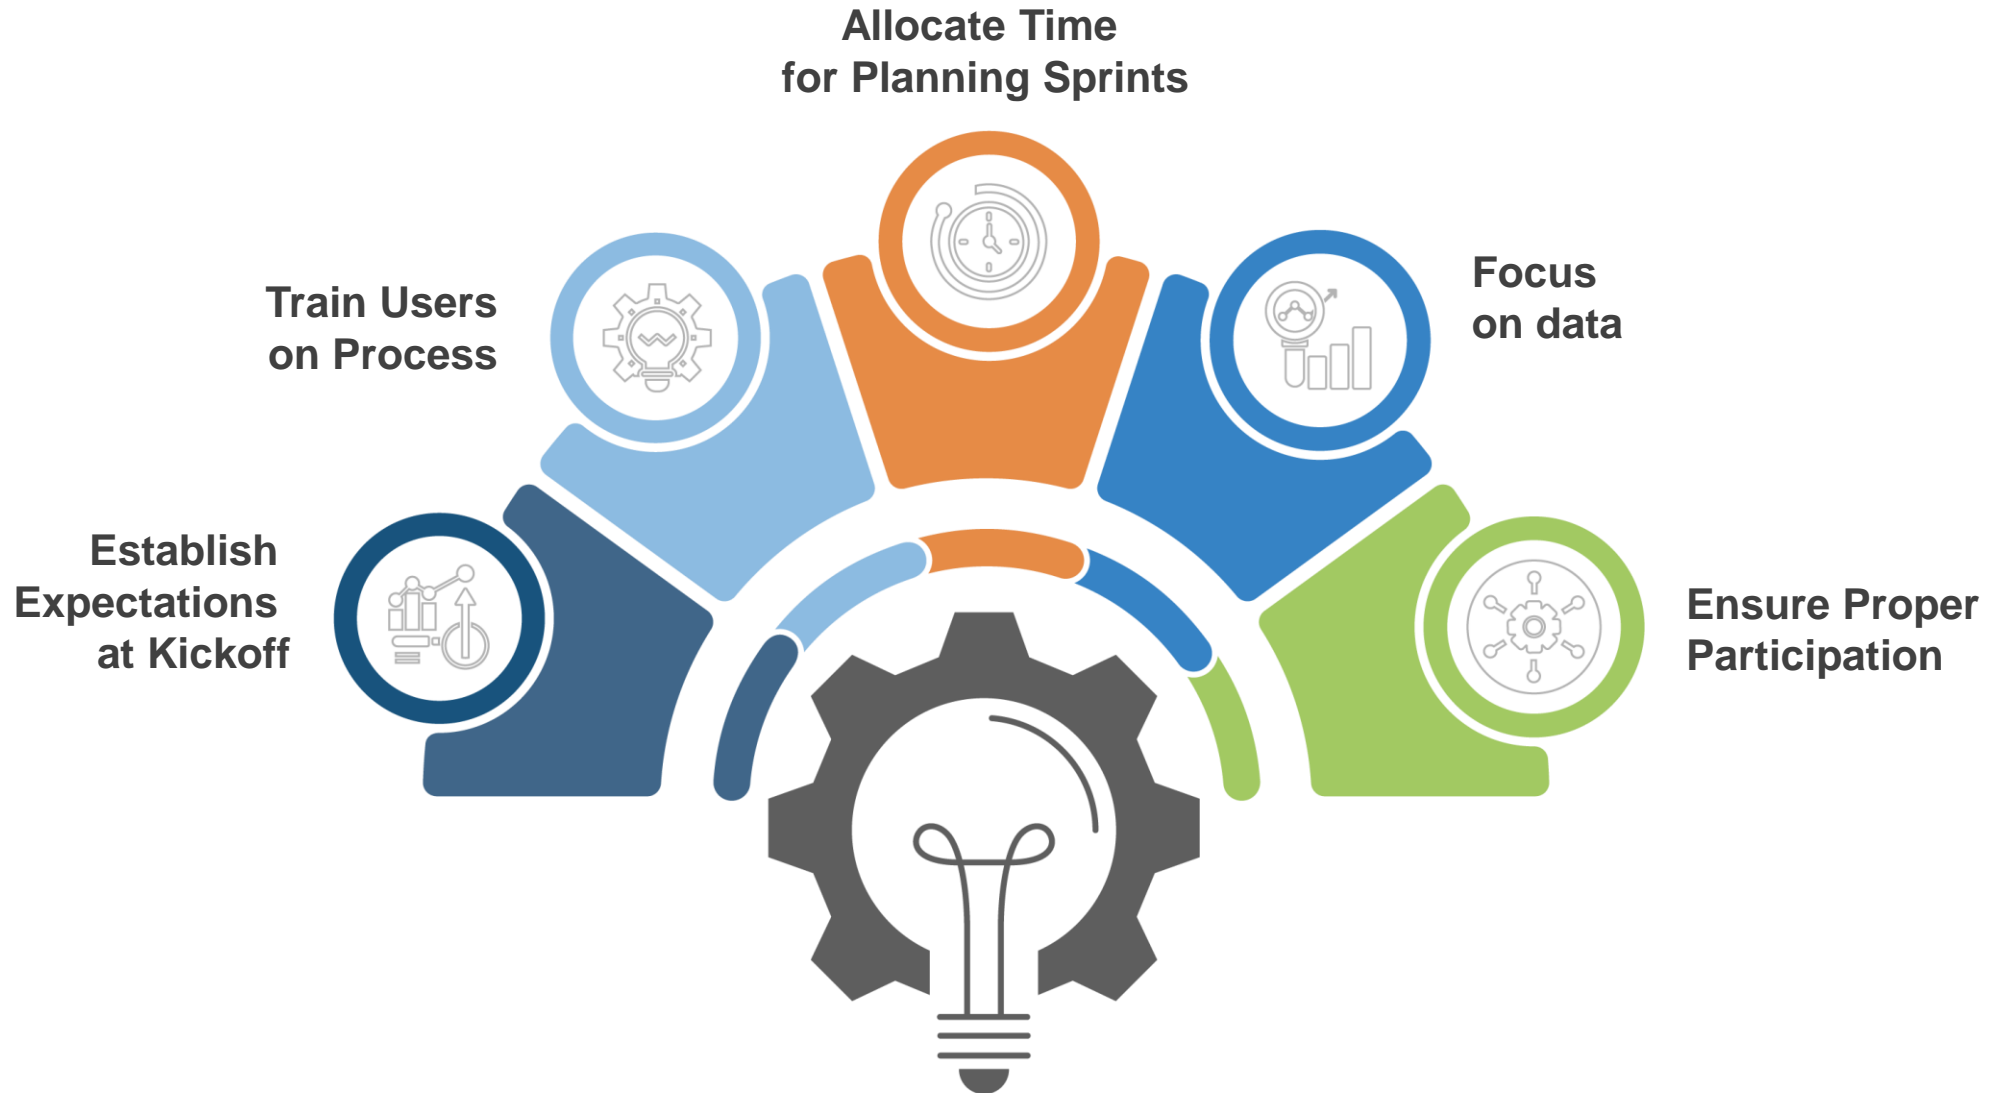 Allocate Time
for Planning Sprints
Train Users
on Process
Focus
on data
Establish
Expectations
at Kickoff
Ensure Proper
Participation